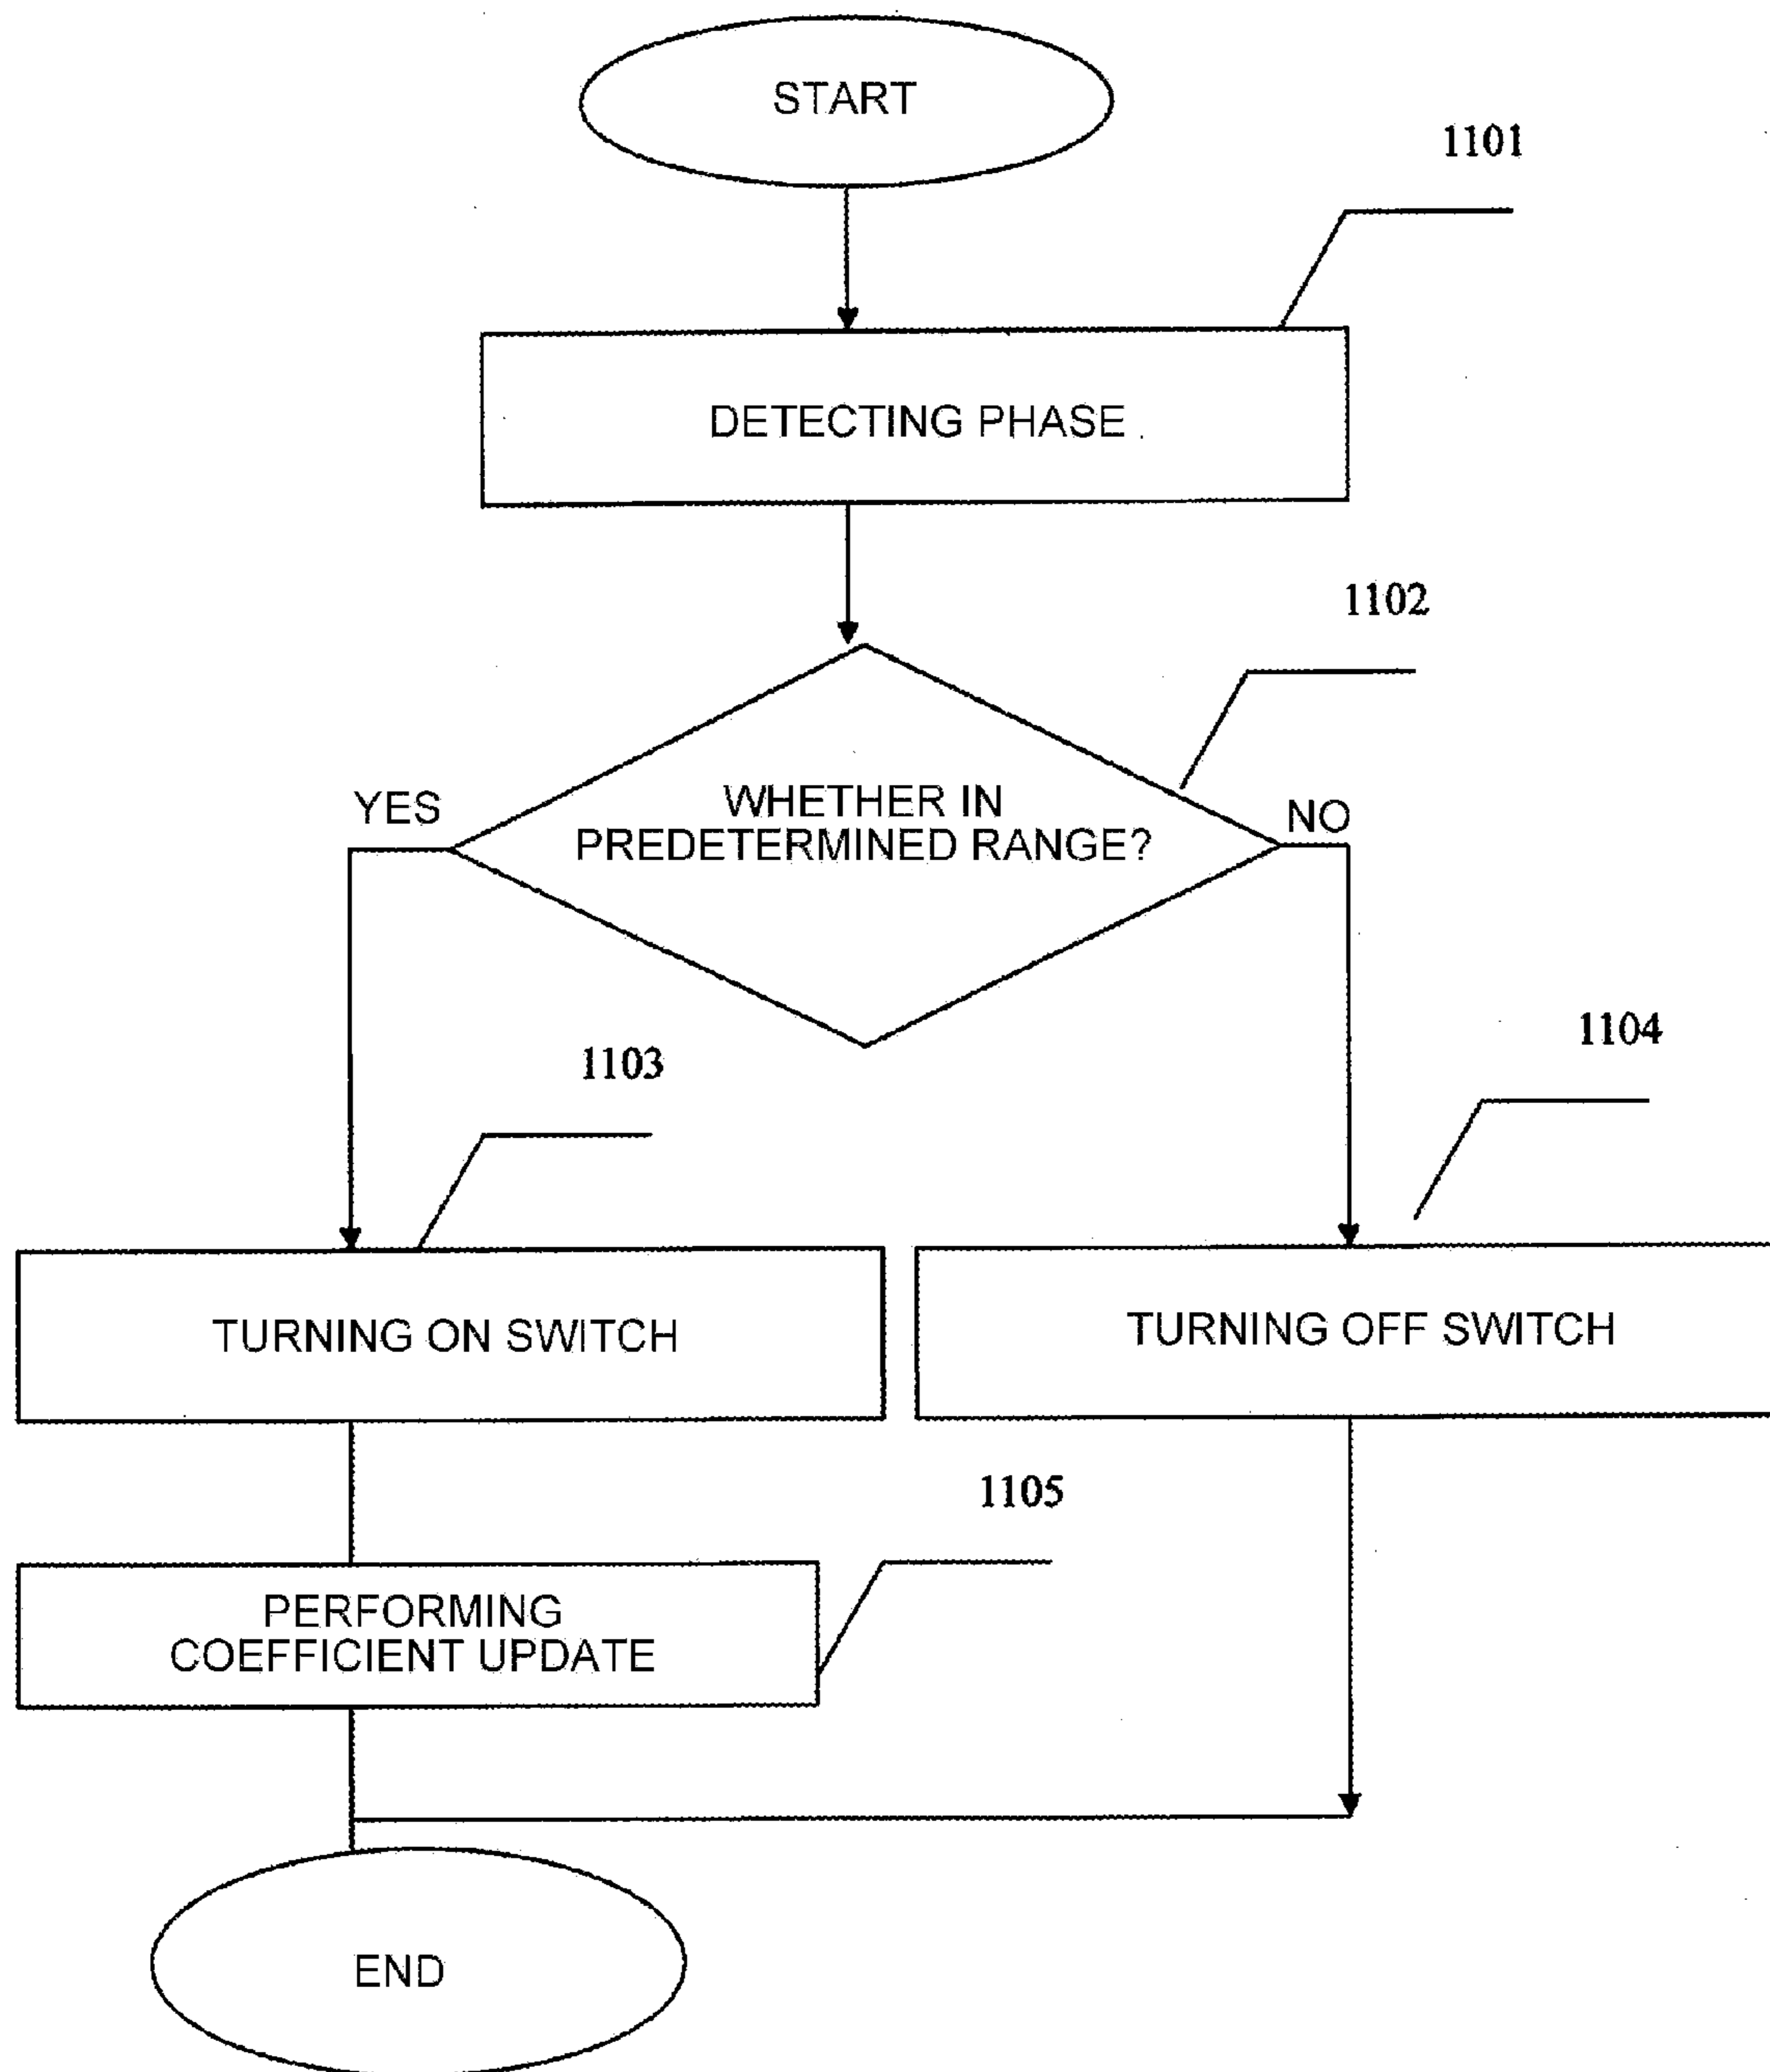 START
1101
DETECTING PHASE
1102
YES
WHETHER IN
PREDETERMINED RANGE?
NO
1103
1104
TURNING ON SWITCH
TURNING OFF SWITCH
1105
PERFORMING
COEFFICIENT UPDATE
END